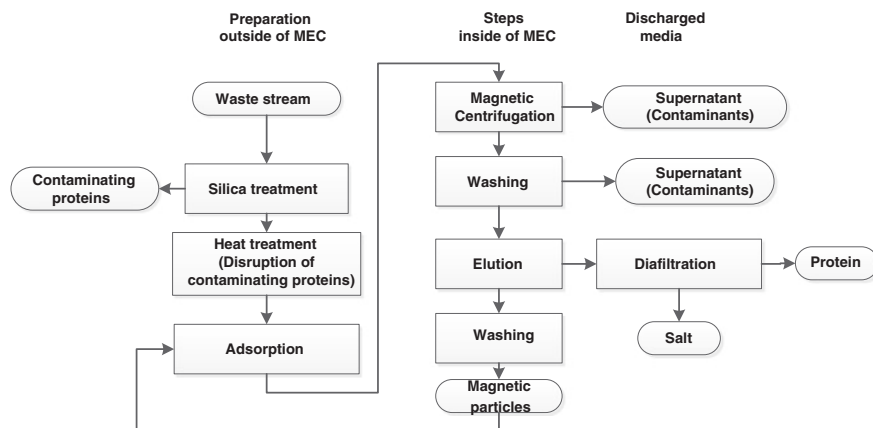 Preparation
outside of MEC
Steps
inside of MEC
Discharged
media
Waste stream
Contaminating
proteins
Silica treatment
Heat treatment
(Disruption of
contaminating proteins)
Adsorption
Magnetic
Centrifugation
Supernatant
(Contaminants)
Washing
Supernatant
(Contaminants)
Elution
Diafiltration
Protein
Salt
Washing
Magnetic
particles